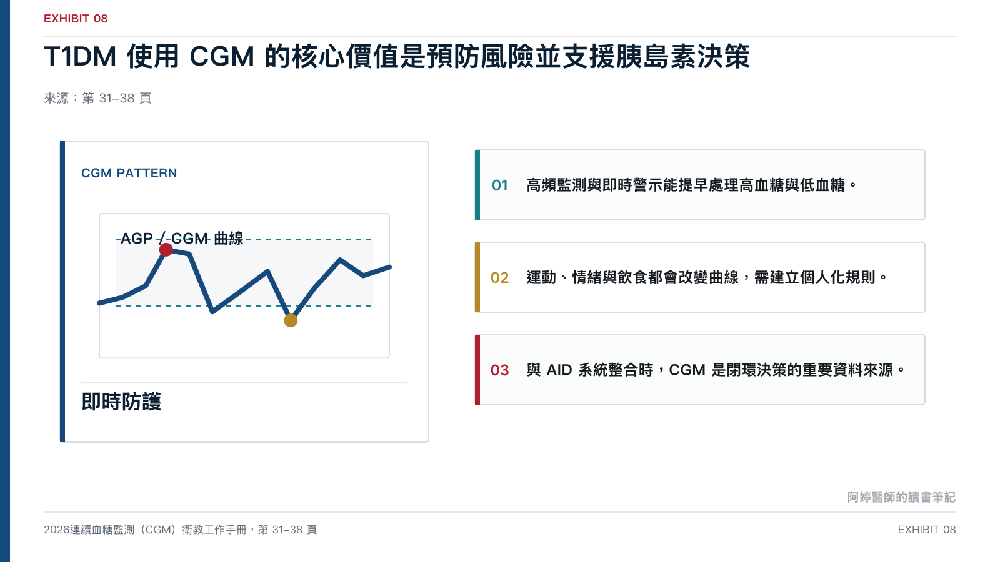 EXHIBIT 08
T1DM 使用 CGM 的核心價值是預防風險並支援胰島素決策
來源：第 31–38 頁
CGM PATTERN
AGP / CGM 曲線
即時防護
01 高頻監測與即時警示能提早處理高血糖與低血糖。
02 運動、情緒與飲食都會改變曲線，需建立個人化規則。
03 與 AID 系統整合時，CGM 是閉環決策的重要資料來源。
阿婷醫師的讀書筆記
2026連續血糖監測（CGM）衛教工作手冊，第 31–38 頁
EXHIBIT 08